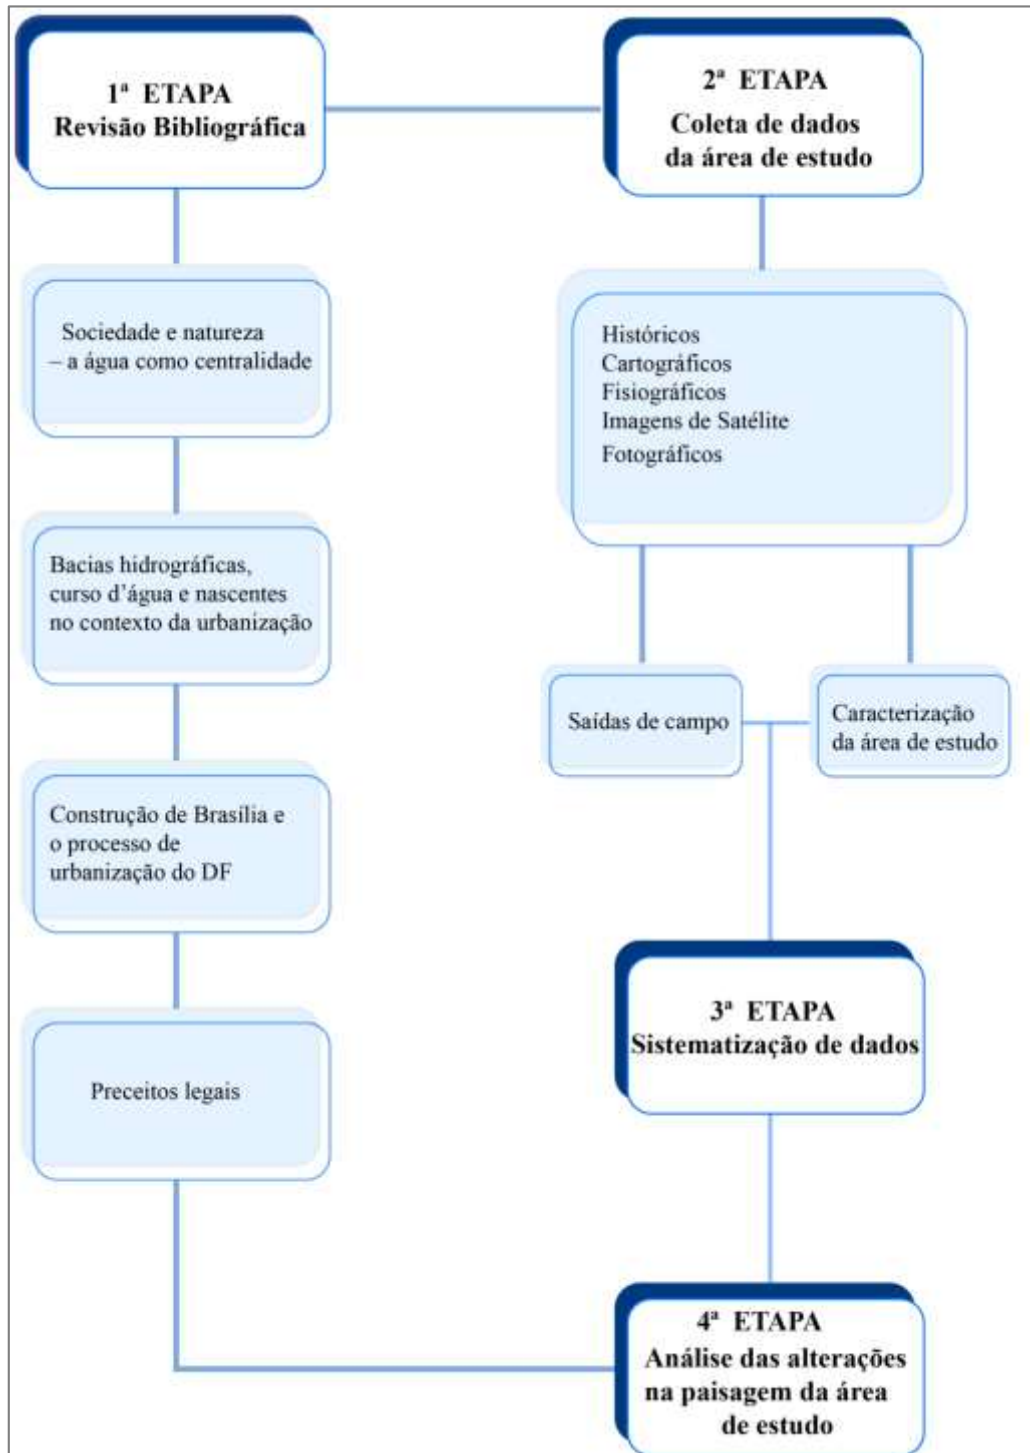 1ª ETAPA
Revisão Bibliográfica
2ª ETAPA
Coleta de dados
da área de estudo
Sociedade e natureza
– a água como centralidade
Históricos
Cartográficos
Fisiográficos
Imagens de Satélite
Fotográficos
Bacias hidrográficas,
curso d’água e nascentes
no contexto da urbanização
Saídas de campo
Caracterização
da área de estudo
Construção de Brasília e
o processo de
urbanização do DF
3ª ETAPA
Sistematização de dados
Preceitos legais
4ª ETAPA
Análise das alterações
na paisagem da área
de estudo